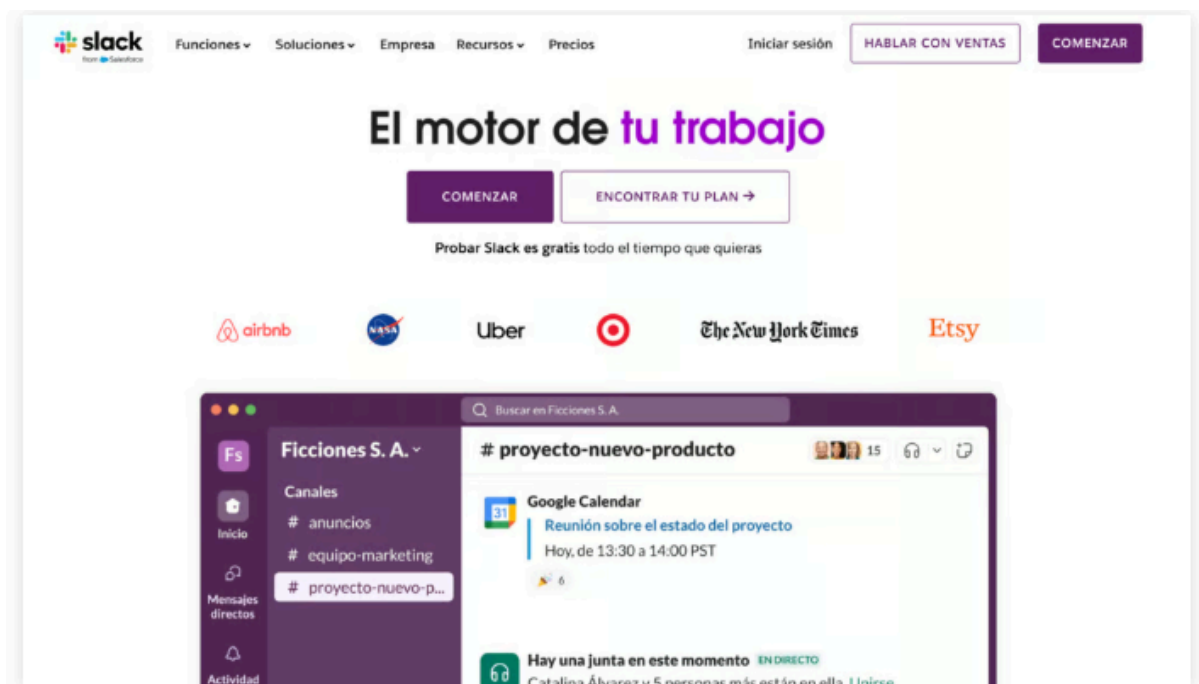 slack
from Salesforce
Funciones Soluciones Empresa Recursos Precios
Iniciar sesión HABLAR CON VENTAS COMENZAR
El motor de tu trabajo
COMENZAR ENCONTRAR TU PLAN →
Probar Slack es gratis todo el tiempo que quieras
airbnb NASA Uber The New York Times Etsy
Buscar en Ficciones S. A.
Fs Ficciones S. A. # proyecto-nuevo-producto 15
Canales
# anuncios
# equipo-marketing
# proyecto-nuevo-p...
Inicio
Mensajes
directos
Actividad
31 Google Calendar
Reunión sobre el estado del proyecto
Hoy, de 13:30 a 14:00 PST
6
Hay una junta en este momento EN DIRECTO
Catalina Álvarez y 5 personas más están en ella. Unirse